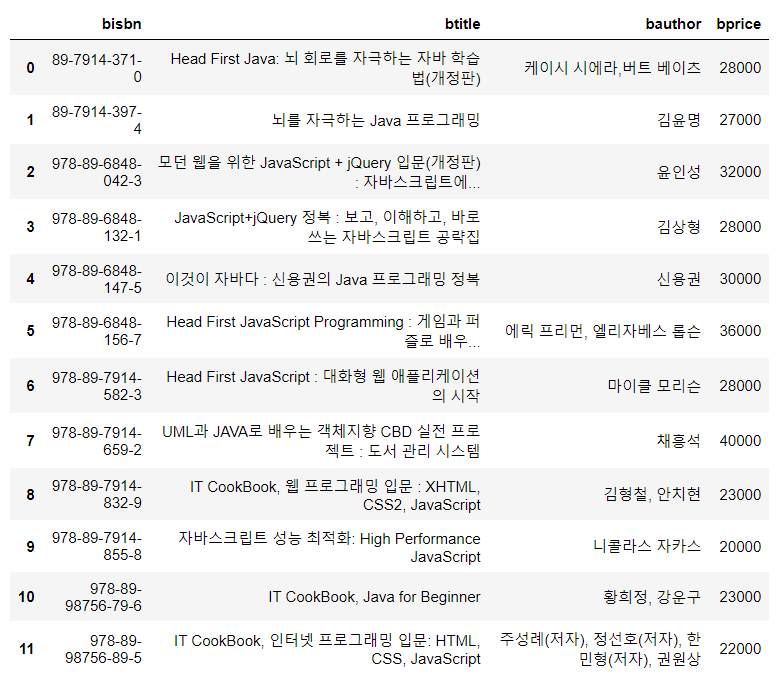 bisbn btitle bauthor bprice
0 89-7914-371-0 Head First Java: 뇌 회로를 자극하는 자바 학습법(개정판) 케이시 시에라,버트 베이츠 28000
1 89-7914-397-4 뇌를 자극하는 Java 프로그래밍 김윤명 27000
2 978-89-6848-042-3 모던 웹을 위한 JavaScript + jQuery 입문(개정판) : 자바스크립트에... 윤인성 32000
3 978-89-6848-132-1 JavaScript+jQuery 정복 : 보고, 이해하고, 바로 쓰는 자바스크립트 공략집 김상형 28000
4 978-89-6848-147-5 이것이 자바다 : 신용권의 Java 프로그래밍 정복 신용권 30000
5 978-89-6848-156-7 Head First JavaScript Programming : 게임과 퍼즐로 배우... 에릭 프리먼, 엘리자베스 롭슨 36000
6 978-89-7914-582-3 Head First JavaScript : 대화형 웹 애플리케이션의 시작 마이클 모리슨 28000
7 978-89-7914-659-2 UML과 JAVA로 배우는 객체지향 CBD 실전 프로젝트 : 도서 관리 시스템 채흥석 40000
8 978-89-7914-832-9 IT CookBook, 웹 프로그래밍 입문 : XHTML, CSS2, JavaScript 김형철, 안치현 23000
9 978-89-7914-855-8 자바스크립트 성능 최적화: High Performance JavaScript 니콜라스 자카스 20000
10 978-89-98756-79-6 IT CookBook, Java for Beginner 황희정, 강운구 23000
11 978-89-98756-89-5 IT CookBook, 인터넷 프로그래밍 입문: HTML, CSS, JavaScript 주성례(저자), 정선호(저자), 한민형(저자), 권원상 22000